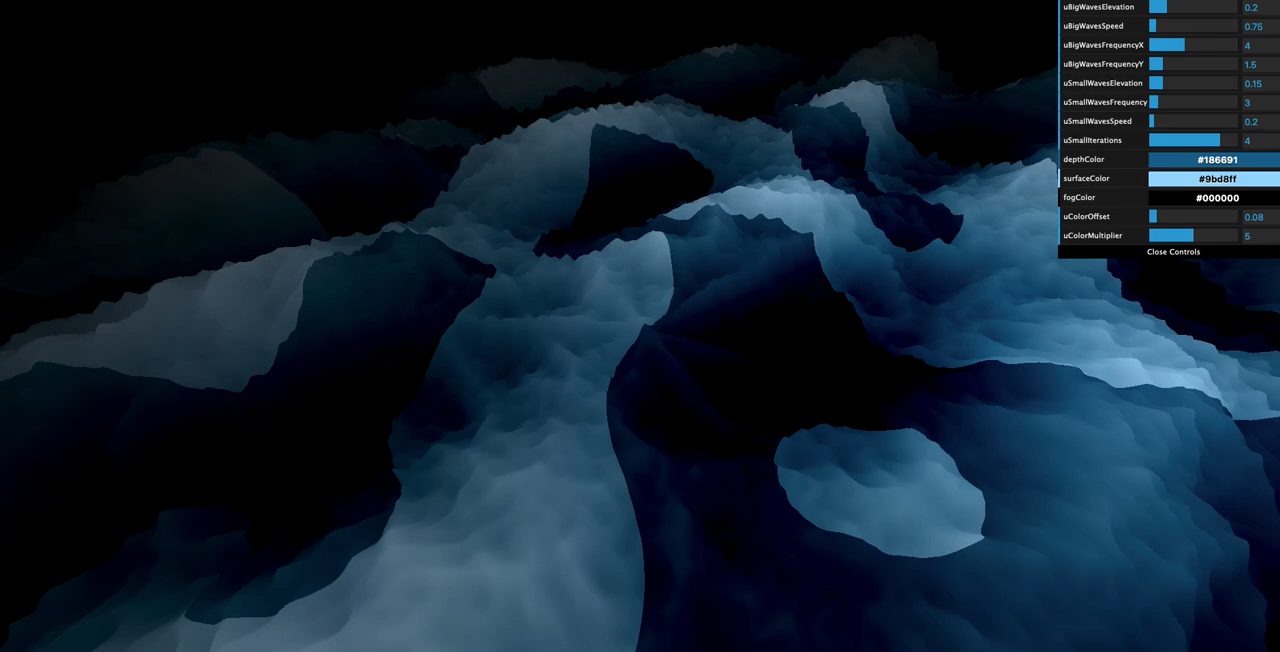 uBigWavesElevation 0.2
uBigWavesSpeed 0.75
uBigWavesFrequencyX 4
uBigWavesFrequencyY 1.5
uSmallWavesElevation 0.15
uSmallWavesFrequency 3
uSmallWavesSpeed 0.2
uSmallIterations 4
depthColor #186691
surfaceColor #9bd8ff
fogColor #000000
uColorOffset 0.08
uColorMultiplier 5
Close Controls